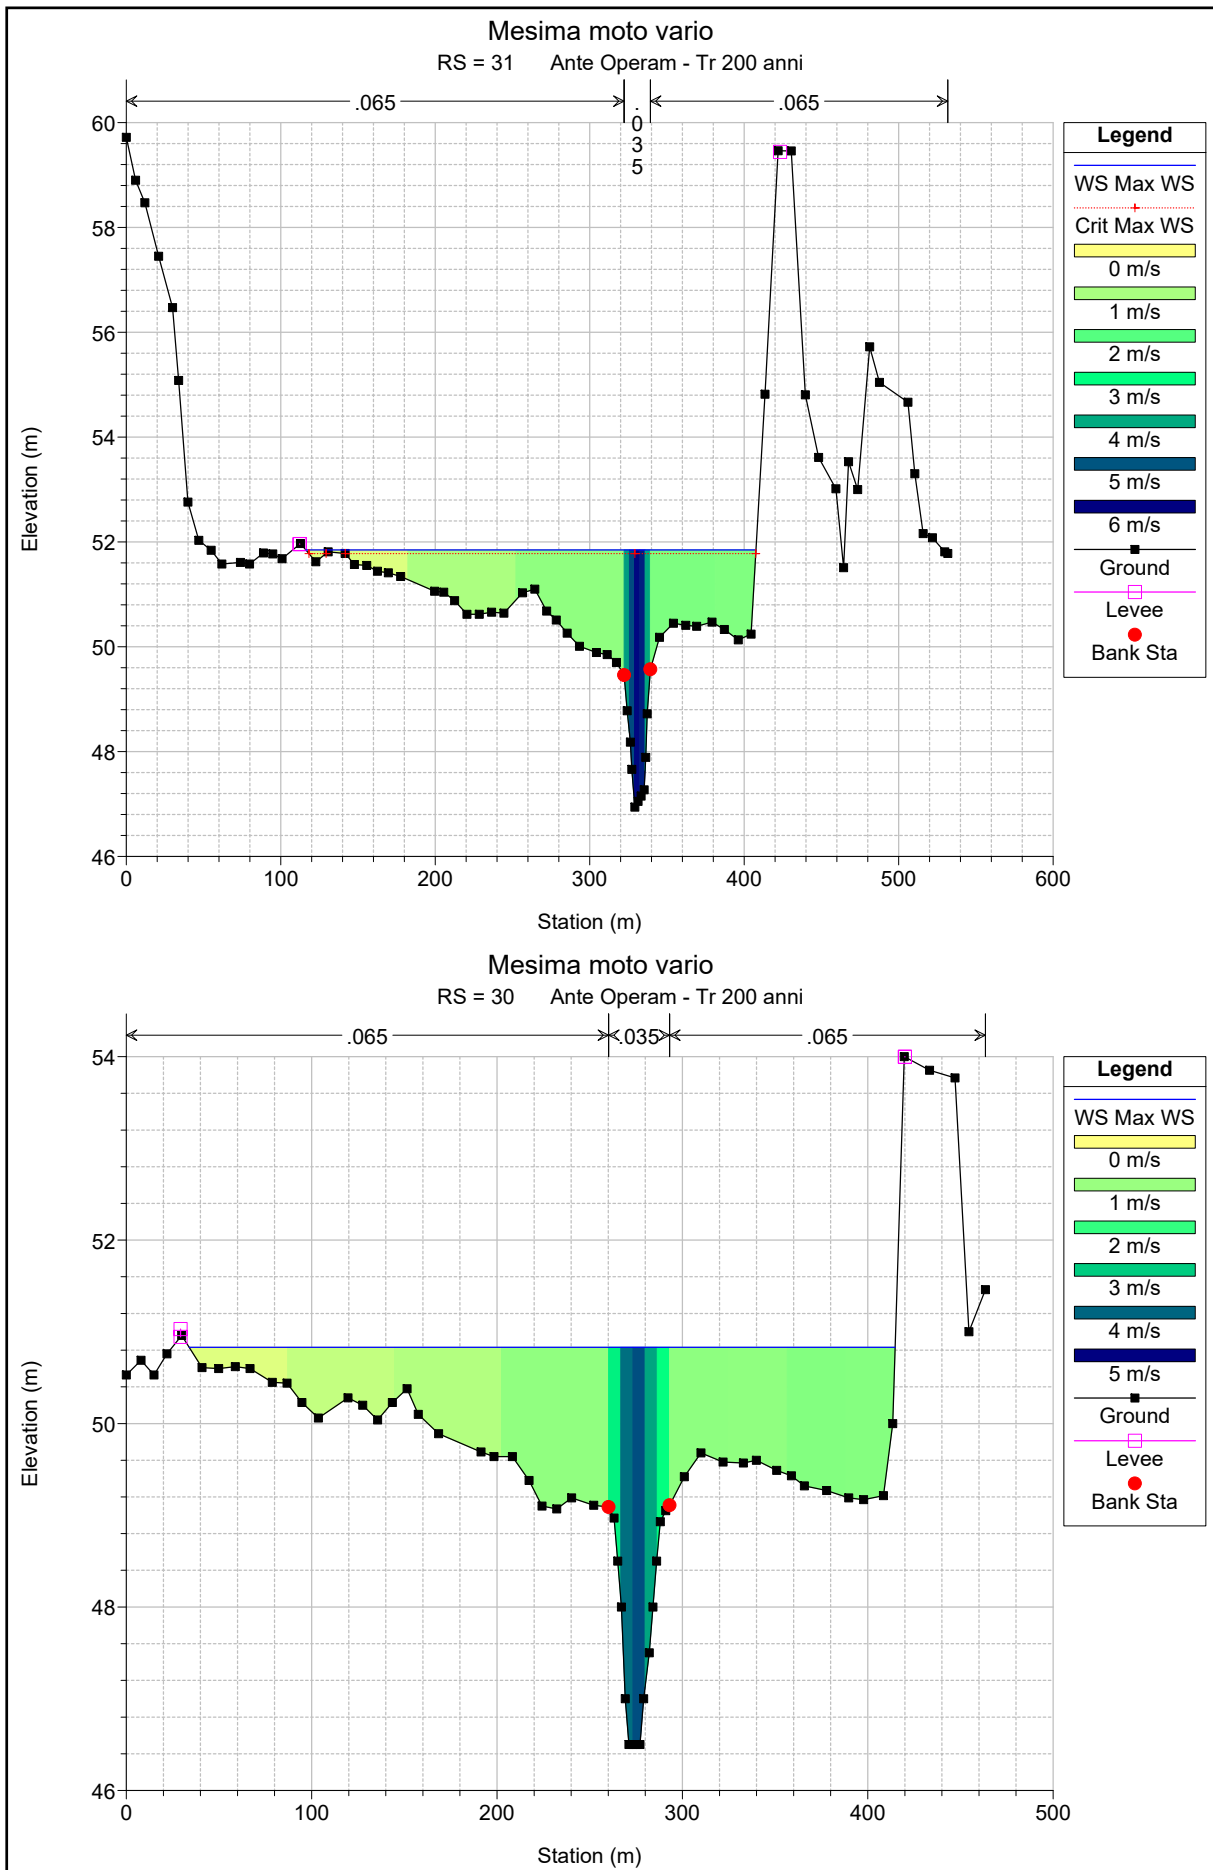 Mesima moto vario
RS = 31 Ante Operam - Tr 200 anni
.065 .035 .065
60
58
56
54
52
50
48
46
Elevation (m)
0 100 200 300 400 500 600
Station (m)
Legend
WS Max WS
Crit Max WS
0 m/s
1 m/s
2 m/s
3 m/s
4 m/s
5 m/s
6 m/s
Ground
Levee
Bank Sta
Mesima moto vario
RS = 30 Ante Operam - Tr 200 anni
.065 .035 .065
54
52
50
48
46
Elevation (m)
0 100 200 300 400 500
Station (m)
Legend
WS Max WS
0 m/s
1 m/s
2 m/s
3 m/s
4 m/s
5 m/s
Ground
Levee
Bank Sta